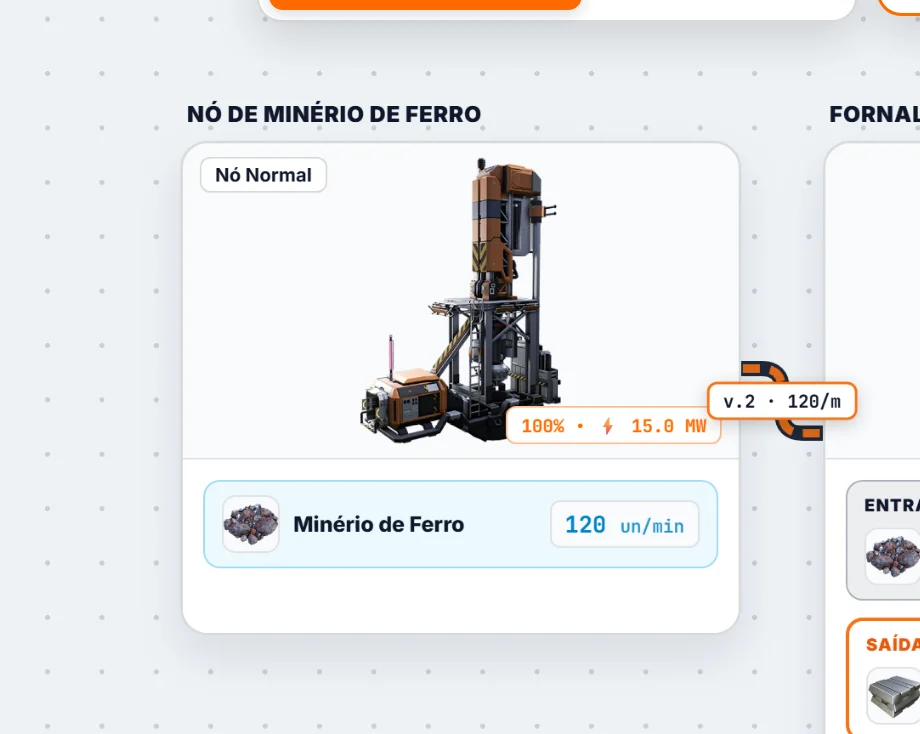 NÓ DE MINÉRIO DE FERRO
FORNAL
Nó Normal
v.2 · 120/m
100% • ⚡ 15.0 MW
Minério de Ferro
120 un/min
ENTRA
SAÍDA